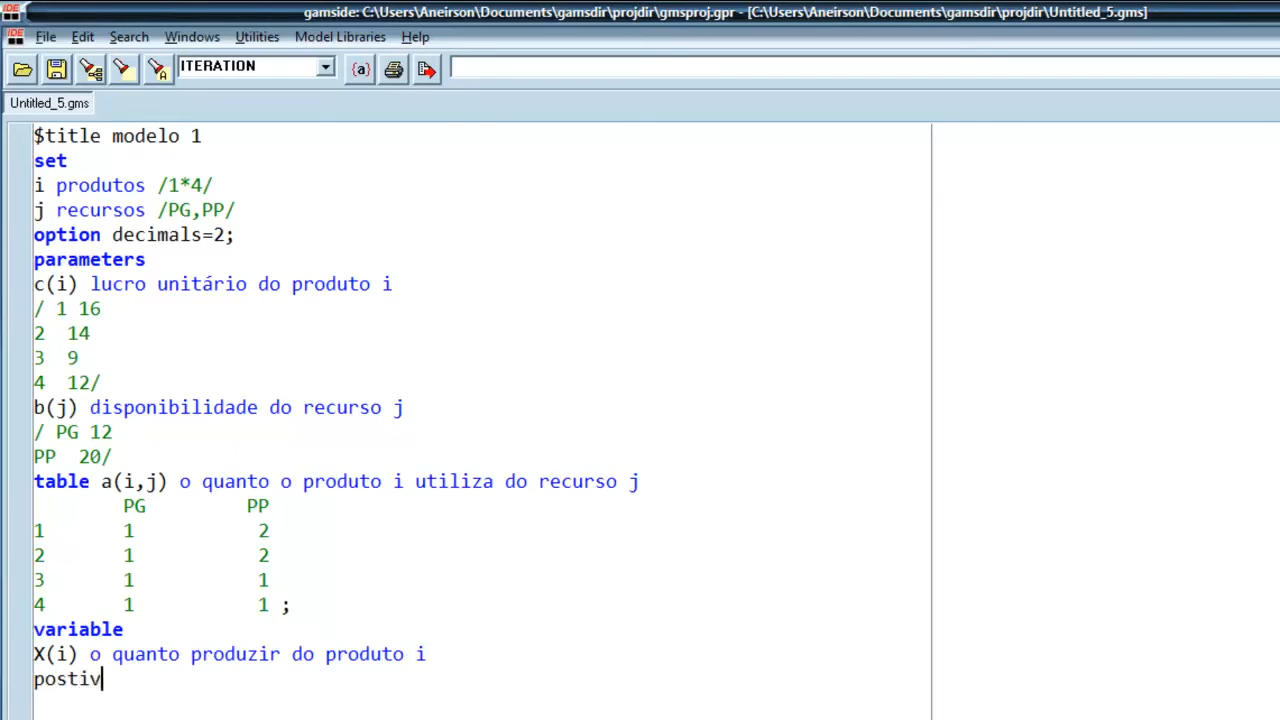 IDE gamside: C:\Users\Aneirson\Documents\gamsdir\projdir\gmsproj.gpr - [C:\Users\Aneirson\Documents\gamsdir\projdir\Untitled_5.gms]
IDE File Edit Search Windows Utilities Model Libraries Help
A ITERATION {a}
Untitled_5.gms
$title modelo 1
set
i produtos /1*4/
j recursos /PG,PP/
option decimals=2;
parameters
c(i) lucro unitário do produto i
/ 1 16
2 14
3 9
4 12/
b(j) disponibilidade do recurso j
/ PG 12
PP 20/
table a(i,j) o quanto o produto i utiliza do recurso j
PG PP
1 1 2
2 1 2
3 1 1
4 1 1 ;
variable
X(i) o quanto produzir do produto i
postiv